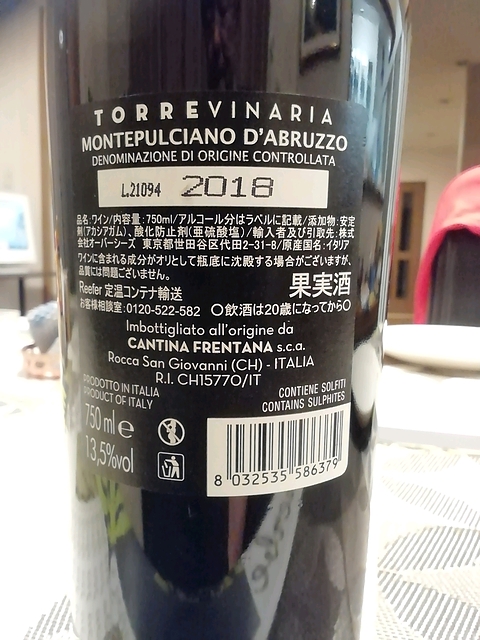 TORREVINARIA
MONTEPULCIANO D'ABRUZZO
DENOMINAZIONE DI ORIGINE CONTROLLATA
L.21094 2018
品名:ワイン/内容量:750ml/アルコール分はラベルに記載/添加物:安定
剤(アカシアガム)、酸化防止剤(亜硫酸塩)/輸入者及び引取先:株式
会社オーバーシーズ 東京都世田谷区代田2-31-8/原産国名:イタリア
ワインに含まれる成分がオリとして瓶底に沈殿する場合がございますが、
品質には問題ございません。
果実酒
Reefer 定温コンテナ輸送
お客様相談室:0120-522-582 〇飲酒は20歳になってから〇
Imbottigliato all'origine da
CANTINA FRENTANA s.c.a.
Rocca San Giovanni (CH) - ITALIA
R.I. CH15770/IT
PRODOTTO IN ITALIA
PRODUCT OF ITALY
CONTIENE SOLFITI
CONTAINS SULPHITES
750 ml e
13,5%vol
8 032535 586379